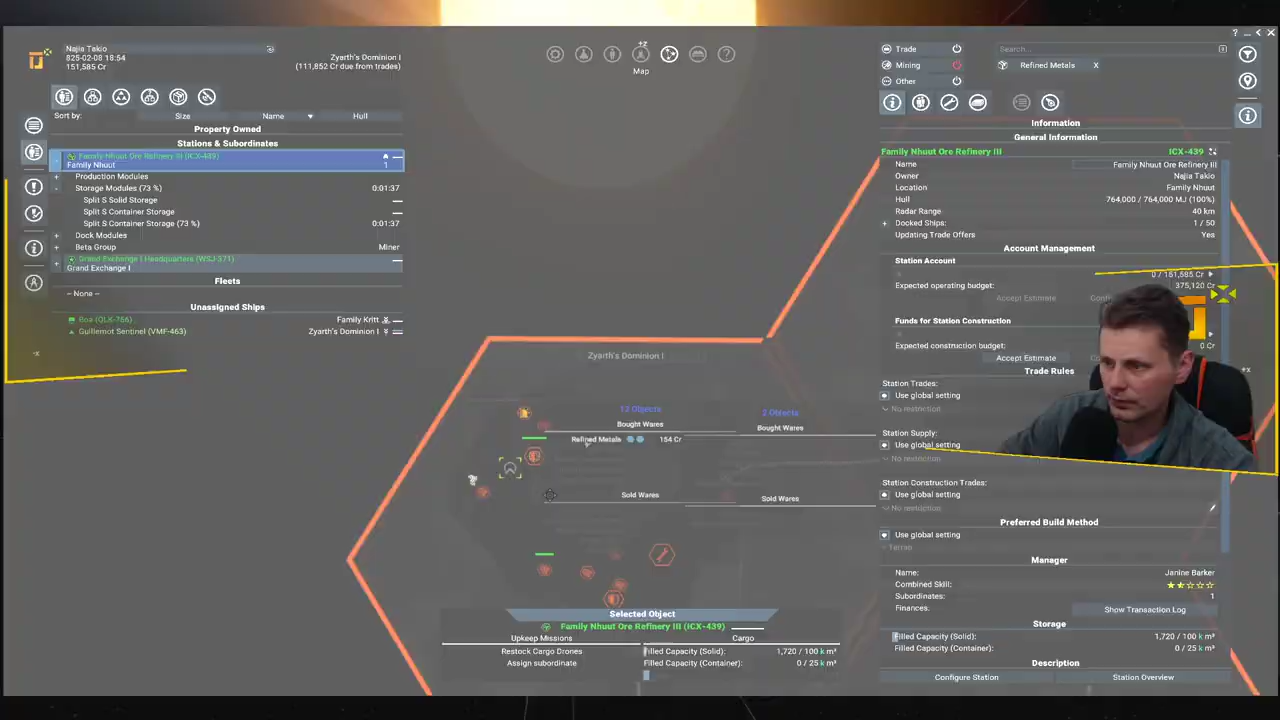 Najia Takio
825-02-08 18:54
151,585 Cr
Zyarth's Dominion I
(111,852 Cr due from trades)
+z
Map
Sort by:
Size
Name
Hull
Property Owned
Stations & Subordinates
Family Nhuut Ore Refinery III (ICX-439)
Family Nhuut
1
Production Modules
Storage Modules (73 %)
0:01:37
Split S Solid Storage
Split S Container Storage
Split S Container Storage (73 %)
0:01:37
Dock Modules
Beta Group
Miner
Grand Exchange I Headquarters (WSJ-371)
Grand Exchange I
Fleets
-- None --
Unassigned Ships
Boa (QLK-766)
Family Kritt
Guillemot Sentinel (VMF-463)
Zyarth's Dominion I
-x
Zyarth's Dominion I
12 Objects
2 Objects
Bought Wares
Bought Wares
Refined Metals
154 Cr
Sold Wares
Sold Wares
Selected Object
Family Nhuut Ore Refinery III (ICX-439)
Upkeep Missions
Cargo
Restock Cargo Drones
Filled Capacity (Solid):
1,720 / 100 k m³
Assign subordinate
Filled Capacity (Container):
0 / 25 k m³
Trade
Search...
Mining
Refined Metals
X
Other
Information
General Information
Family Nhuut Ore Refinery III
ICX-439
Name
Family Nhuut Ore Refinery III
Owner
Najia Takio
Location
Family Nhuut
Hull
764,000 / 764,000 MJ (100%)
Radar Range
40 km
Docked Ships:
1 / 50
Updating Trade Offers
Yes
Account Management
Station Account
0 / 151,585 Cr
Expected operating budget:
375,120 Cr
Accept Estimate
Funds for Station Construction
Expected construction budget:
0 Cr
Accept Estimate
Trade Rules
+x
Station Trades:
Use global setting
No restriction
Station Supply:
Use global setting
No restriction
Station Construction Trades:
Use global setting
No restriction
Preferred Build Method
Use global setting
Terran
Manager
Name:
Janine Barker
Combined Skill:
Subordinates:
1
Finances:
Show Transaction Log
Storage
Filled Capacity (Solid):
1,720 / 100 k m³
Filled Capacity (Container):
0 / 25 k m³
Description
Configure Station
Station Overview